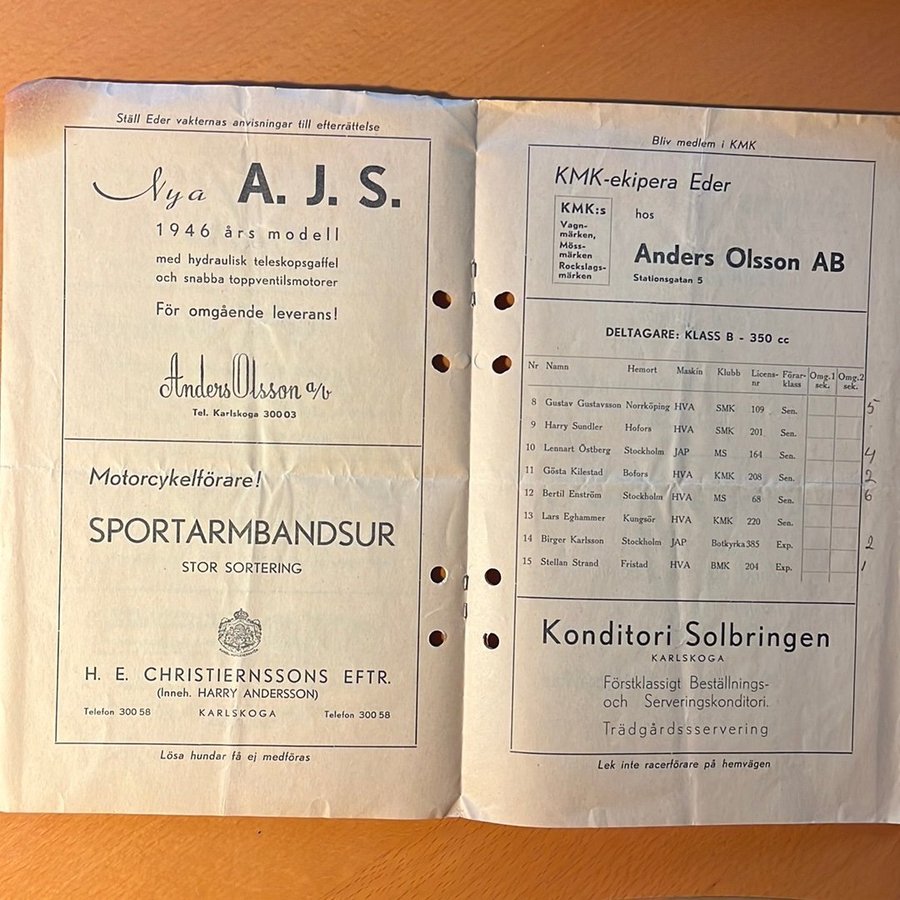 Ställ Eder vakternas anvisningar till efterrättelse
Nya A. J. S.
1946 års modell
med hydraulisk teleskopsgaffel
och snabba toppventilsmotorer
För omgående leverans!
Anders Olsson a/b
Tel. Karlskoga 300 03
Motorcykelförare!
SPORTARMBANDSUR
STOR SORTERING
H. E. CHRISTIERNSSONS EFTR.
(Inneh. HARRY ANDERSSON)
Telefon 300 58 KARLSKOGA Telefon 300 58
Lösa hundar få ej medföras
Bliv medlem i KMK
KMK-ekipera Eder
KMK:s
Vagn-
märken,
Möss-
märken
Rockslags-
märken
hos
Anders Olsson AB
Stationsgatan 5
DELTAGARE: KLASS B - 350 cc
Nr Namn Hemort Maskin Klubb Licens-nr Förar-klass Omg.1 sek. Omg.2 sek.
8 Gustav Gustavsson Norrköping HVA SMK 109 Sen. 5
9 Harry Sundler Hofors HVA SMK 201 Sen.
10 Lennart Östberg Stockholm JAP MS 164 Sen. 4
11 Gösta Kilestad Bofors HVA KMK 208 Sen. 2
12 Bertil Enström Stockholm HVA MS 68 Sen. 6
13 Lars Eghammer Kungsör HVA KMK 220 Sen.
14 Birger Karlsson Stockholm JAP Botkyrka 385 Exp. 2
15 Stellan Strand Fristad HVA BMK 204 Exp. 1
Konditori Solbringen
KARLSKOGA
Förstklassigt Beställnings-
och Serveringskonditori.
Trädgårdssservering
Lek inte racerförare på hemvägen